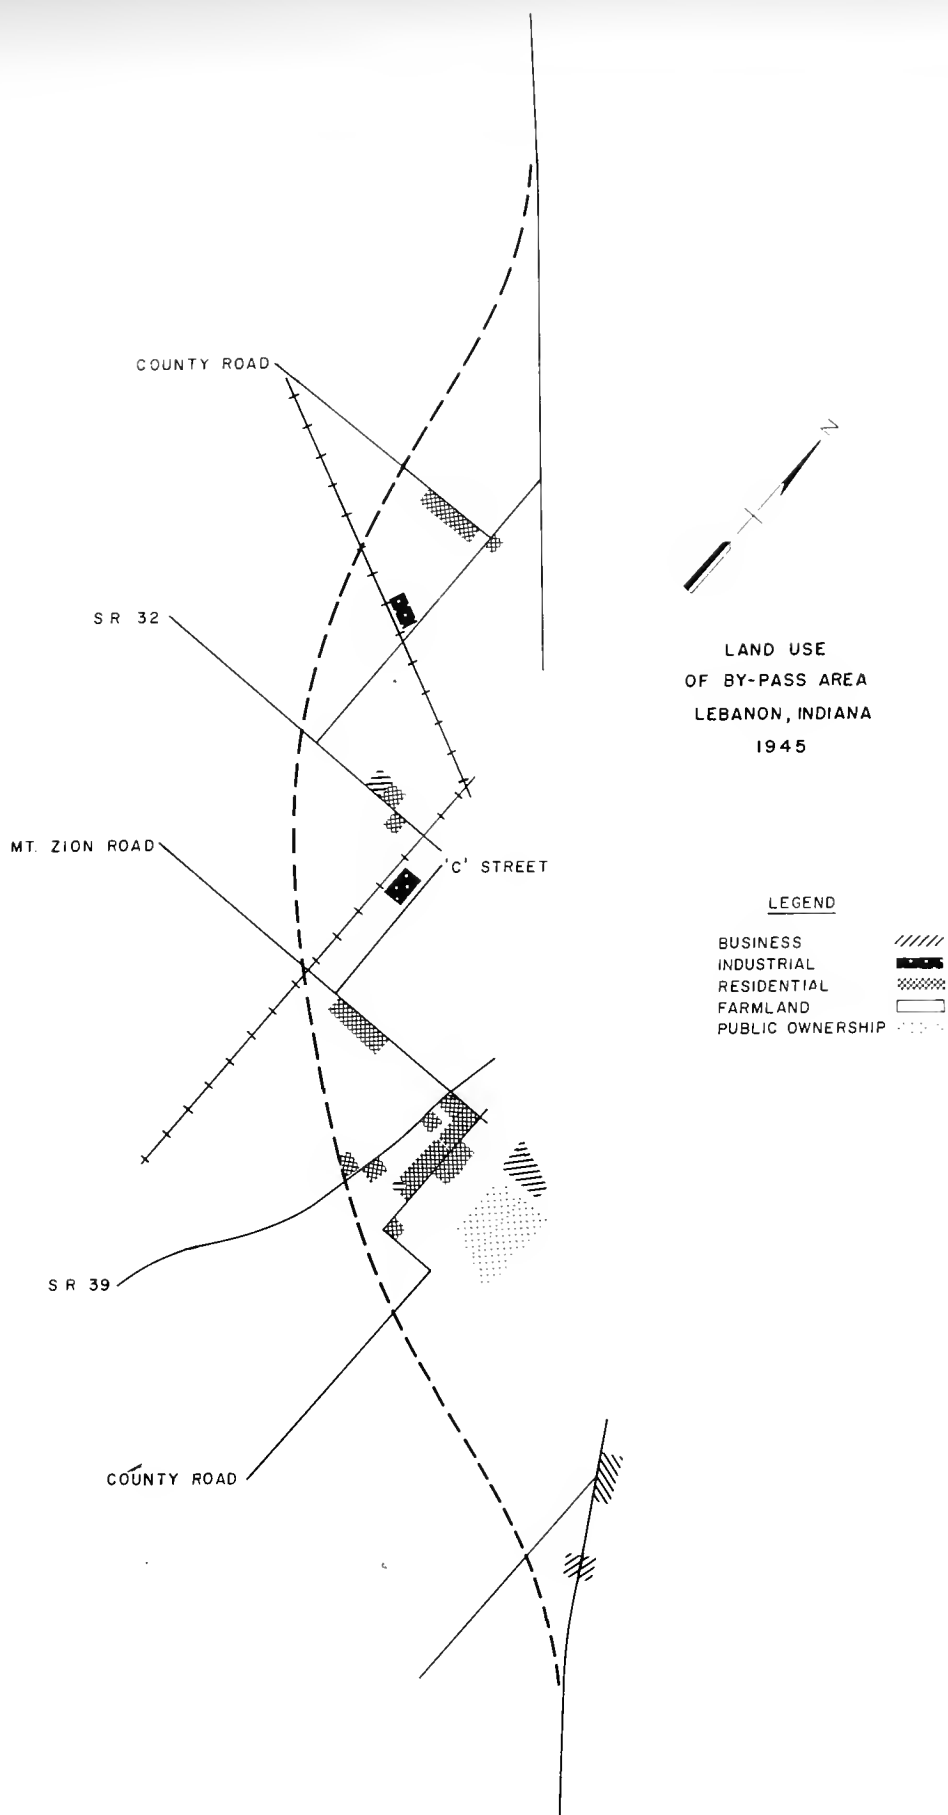 COUNTY ROAD
N
SR 32
LAND USE
OF BY-PASS AREA
LEBANON, INDIANA
1945
MT. ZION ROAD
'C' STREET
LEGEND
BUSINESS
INDUSTRIAL
RESIDENTIAL
FARMLAND
PUBLIC OWNERSHIP
SR 39
COUNTY ROAD